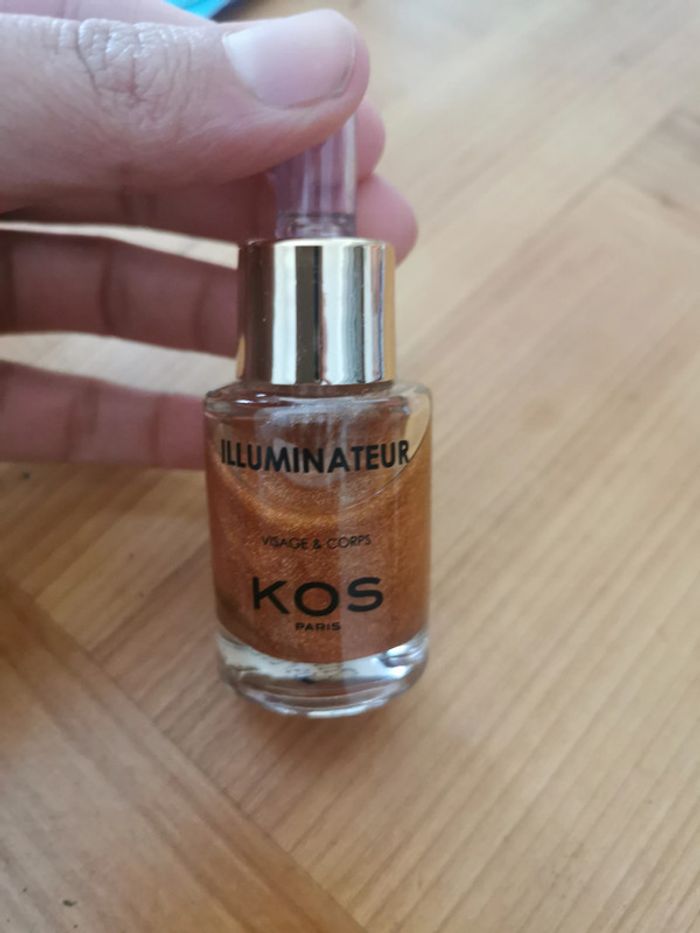 ILLUMINATEUR
VISAGE & CORPS
KOS
PARIS